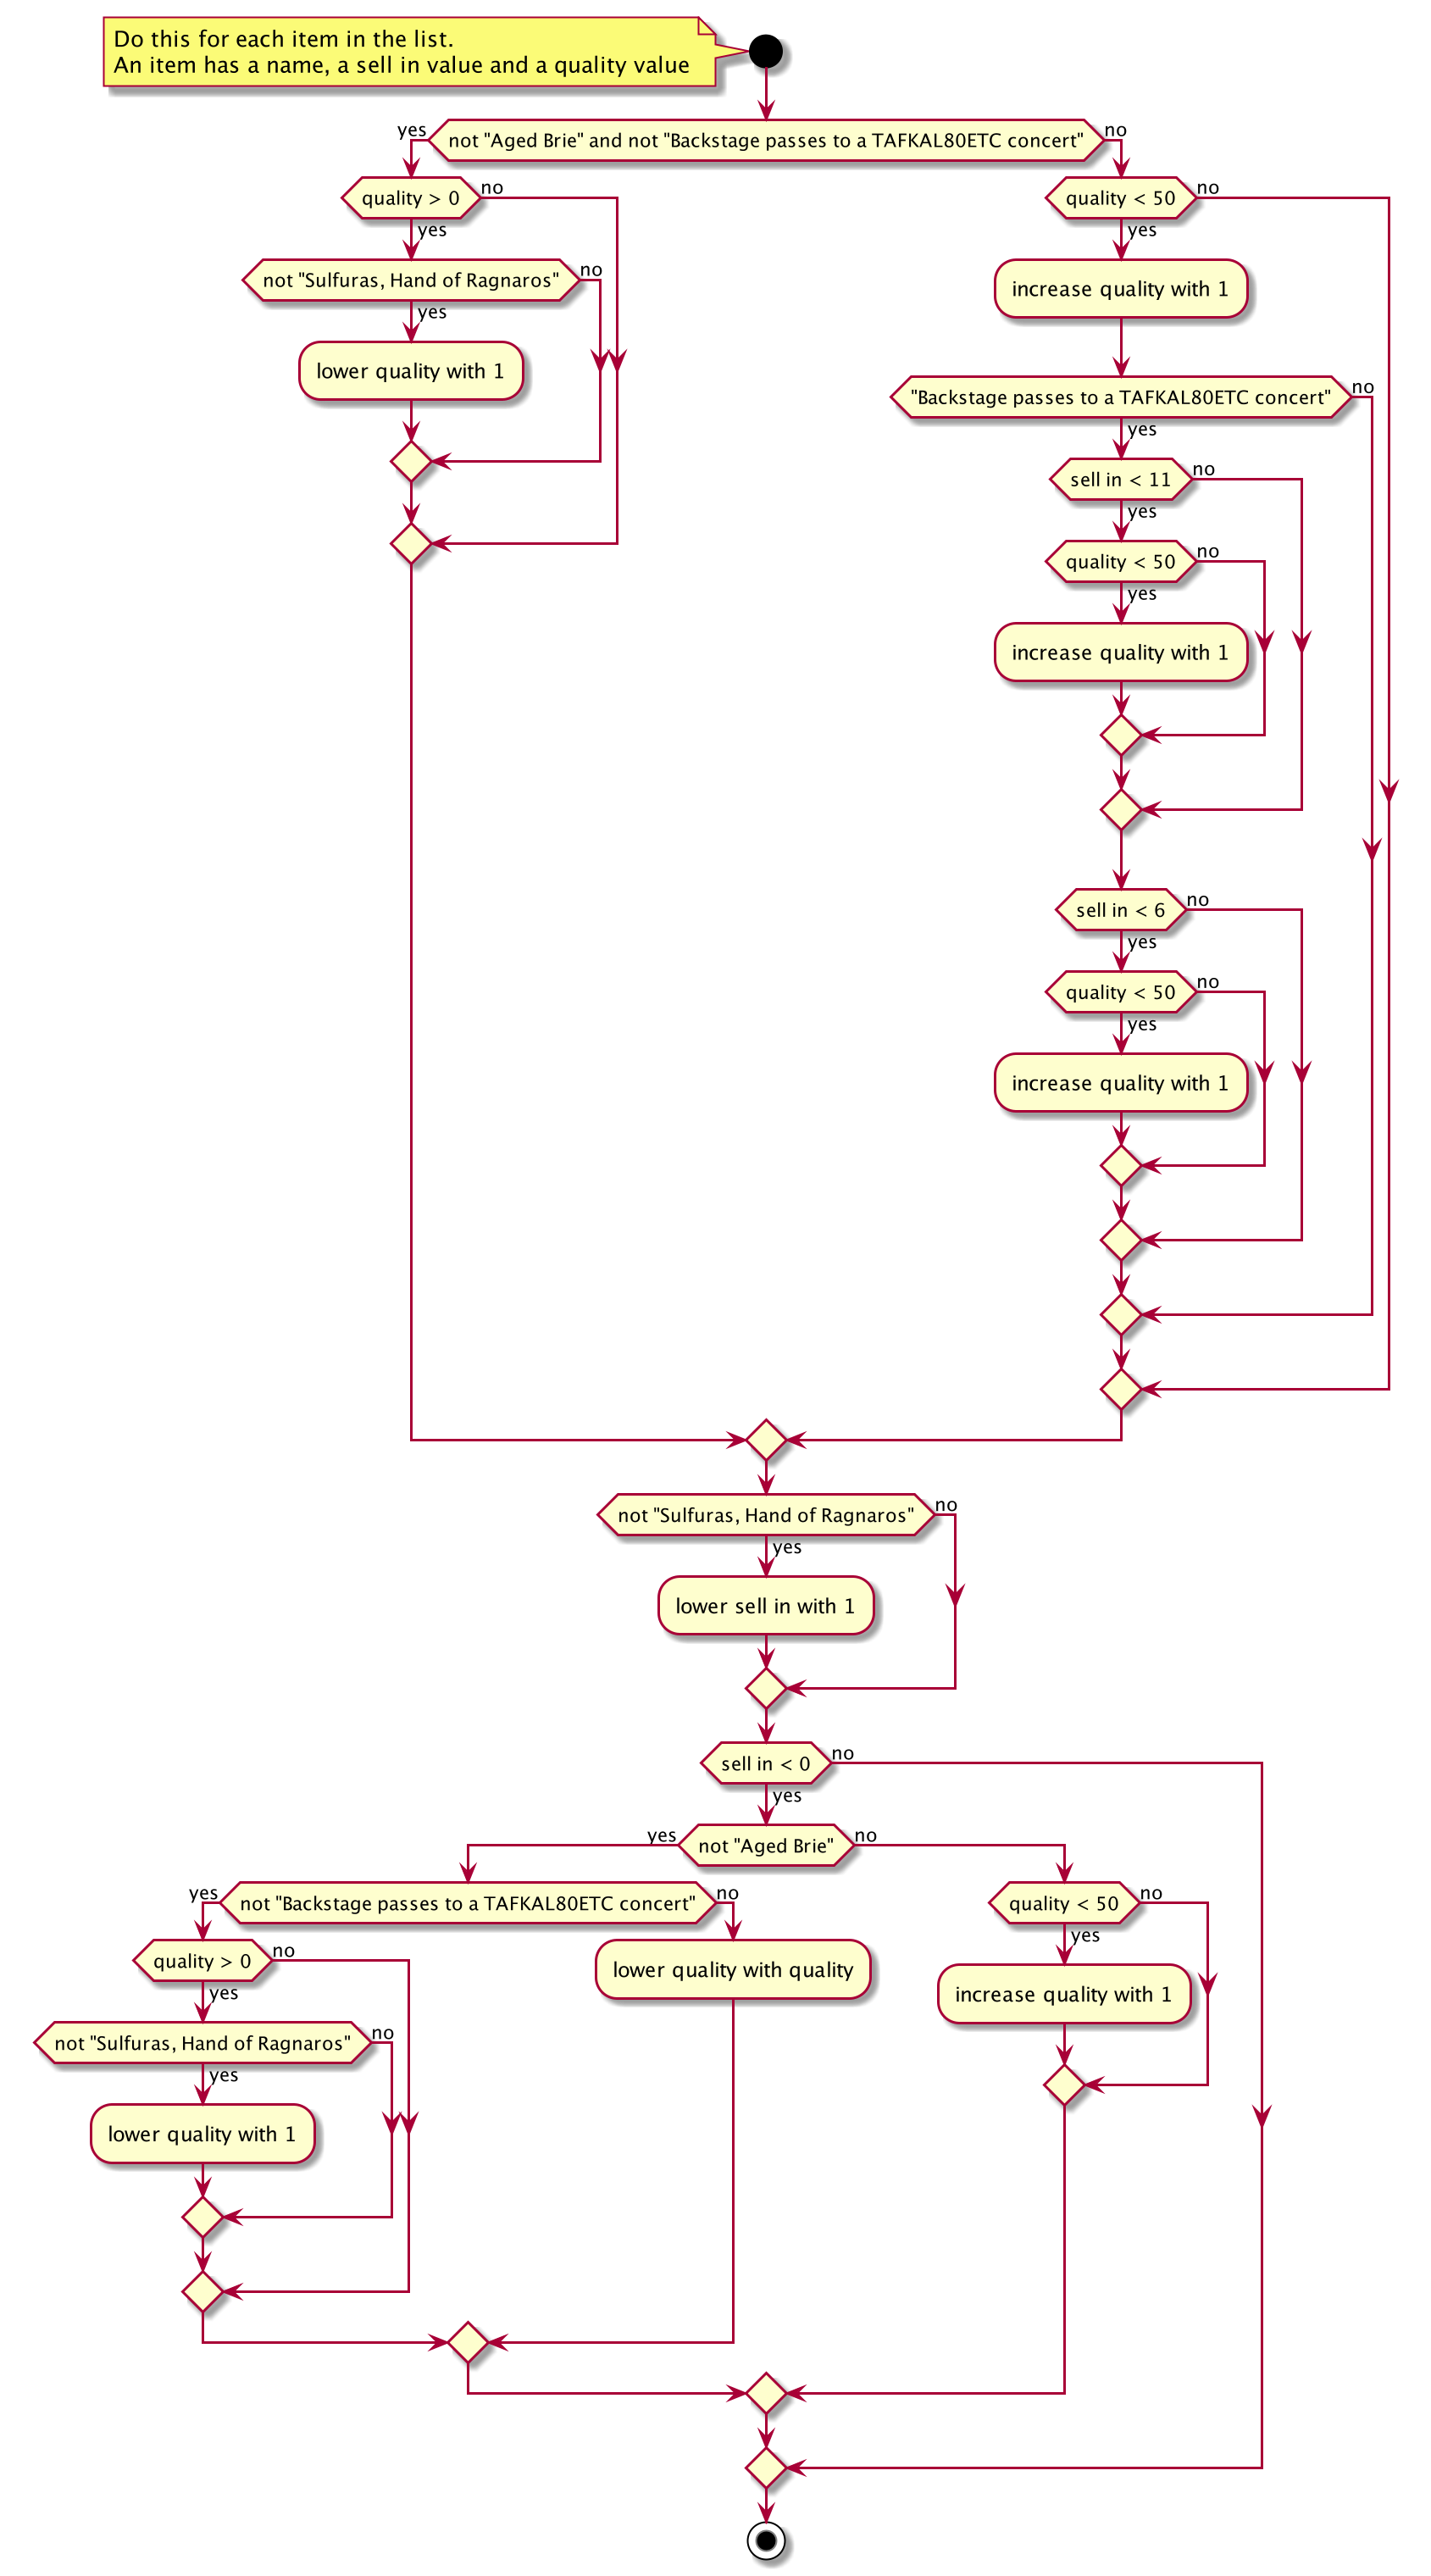 Do this for each item in the list.
An item has a name, a sell in value and a quality value
yes
not "Aged Brie" and not "Backstage passes to a TAFKAL80ETC concert"
no
quality > 0
no
yes
not "Sulfuras, Hand of Ragnaros"
no
yes
lower quality with 1
quality < 50
no
yes
increase quality with 1
"Backstage passes to a TAFKAL80ETC concert"
no
yes
sell in < 11
no
yes
quality < 50
no
yes
increase quality with 1
sell in < 6
no
yes
quality < 50
no
yes
increase quality with 1
not "Sulfuras, Hand of Ragnaros"
no
yes
lower sell in with 1
sell in < 0
no
yes
yes
not "Aged Brie"
no
yes
not "Backstage passes to a TAFKAL80ETC concert"
no
quality > 0
no
yes
not "Sulfuras, Hand of Ragnaros"
no
yes
lower quality with 1
lower quality with quality
quality < 50
no
yes
increase quality with 1